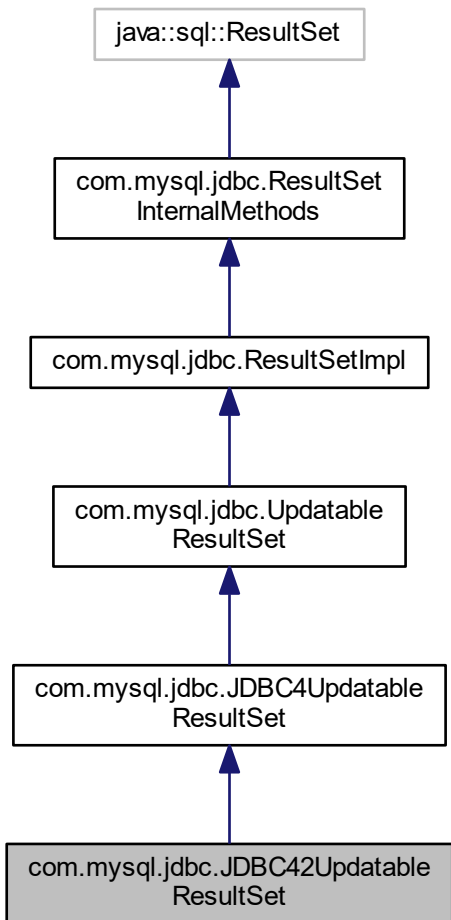 java::sql::ResultSet
com.mysql.jdbc.ResultSet
InternalMethods
com.mysql.jdbc.ResultSetImpl
com.mysql.jdbc.Updatable
ResultSet
com.mysql.jdbc.JDBC4Updatable
ResultSet
com.mysql.jdbc.JDBC42Updatable
ResultSet